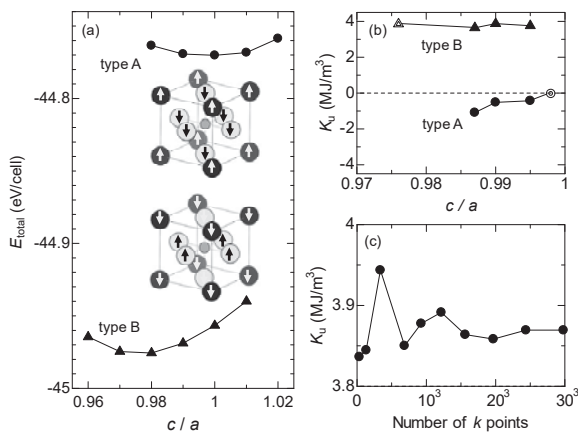 (a)
type A
-44.8
E_total (eV/cell)
-44.9
type B
-45
0.96 0.98 1 1.02
c / a
(b)
4
type B
2
K_u (MJ/m³)
0
-2
type A
-4
0.97 0.98 0.99 1
c / a
(c)
3.9
K_u (MJ/m³)
3.8
0 10³ 20³ 30³
Number of k points